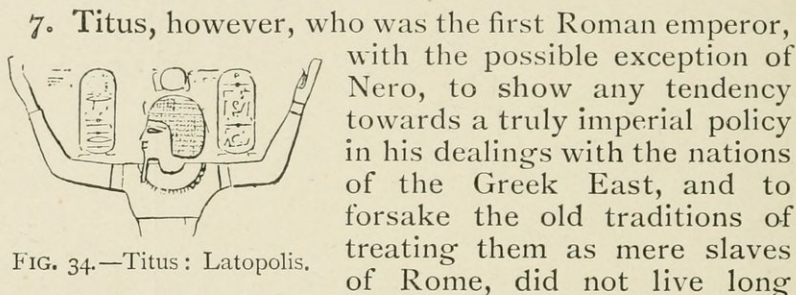 7. Titus, however, who was the first Roman emperor,
with the possible exception of
Nero, to show any tendency
towards a truly imperial policy
in his dealings with the nations
of the Greek East, and to
forsake the old traditions of
treating them as mere slaves
of Rome, did not live long
FIG. 34.—Titus: Latopolis.